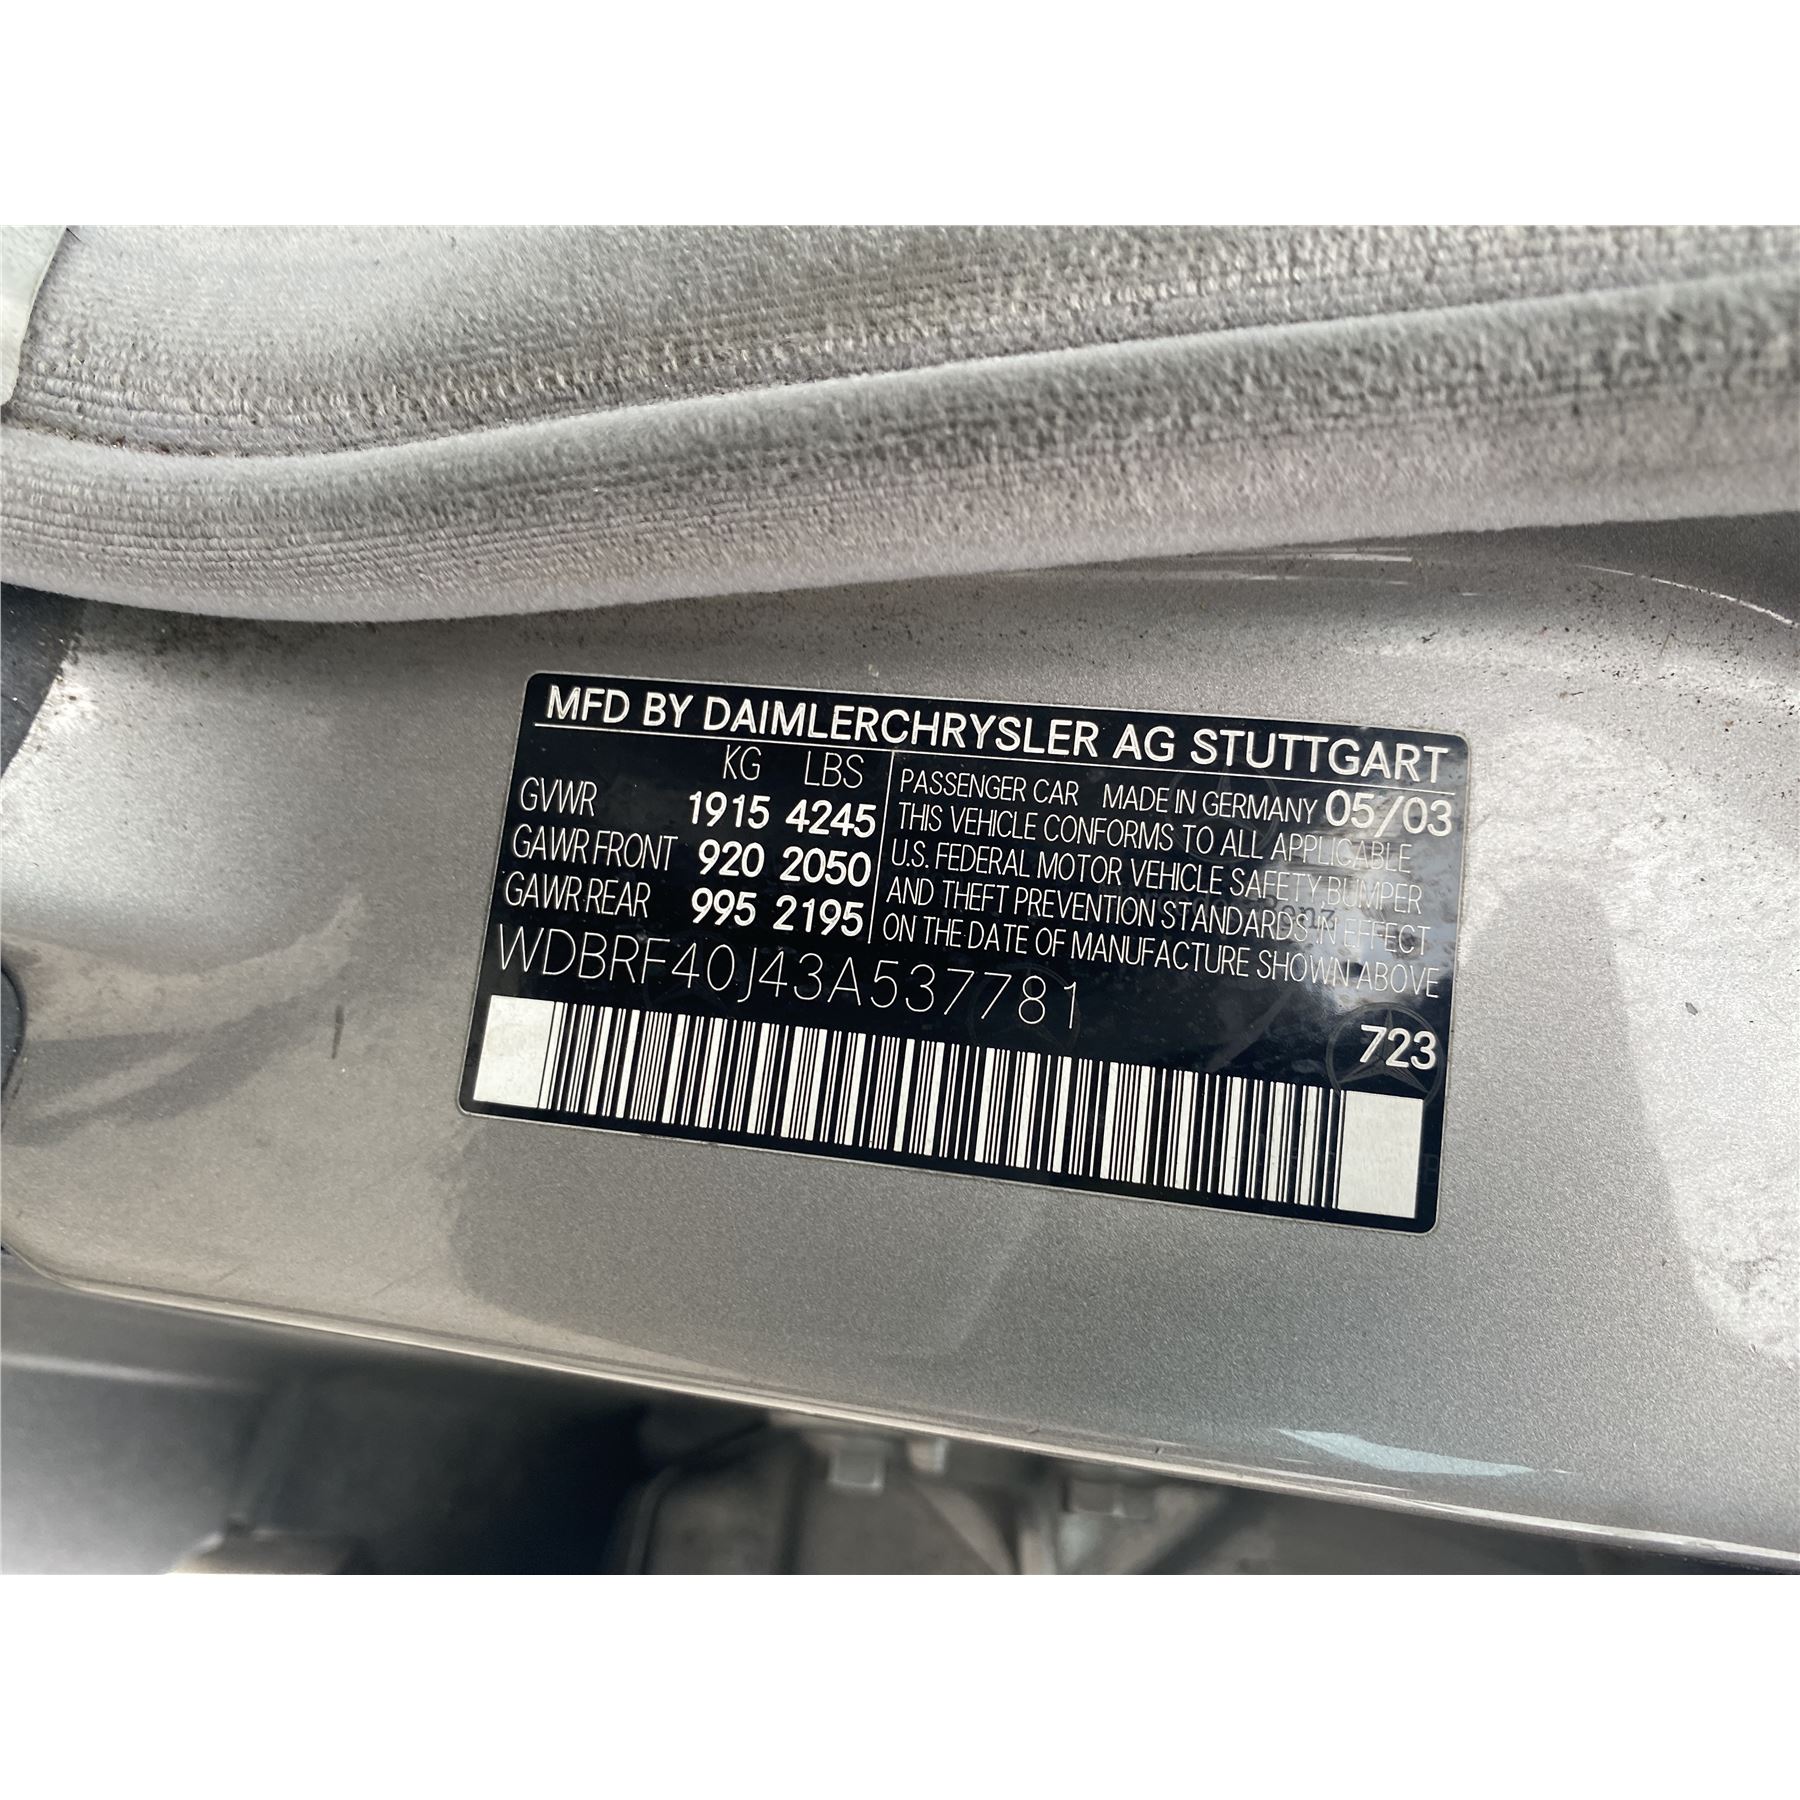 MFD BY DAIMLERCHRYSLER AG STUTTGART
KG LBS
GVWR 1915 4245
GAWR FRONT 920 2050
GAWR REAR 995 2195
PASSENGER CAR MADE IN GERMANY 05/03
THIS VEHICLE CONFORMS TO ALL APPLICABLE
U.S. FEDERAL MOTOR VEHICLE SAFETY, BUMPER
AND THEFT PREVENTION STANDARDS IN EFFECT
ON THE DATE OF MANUFACTURE SHOWN ABOVE
WDBRF40J43A537781
723